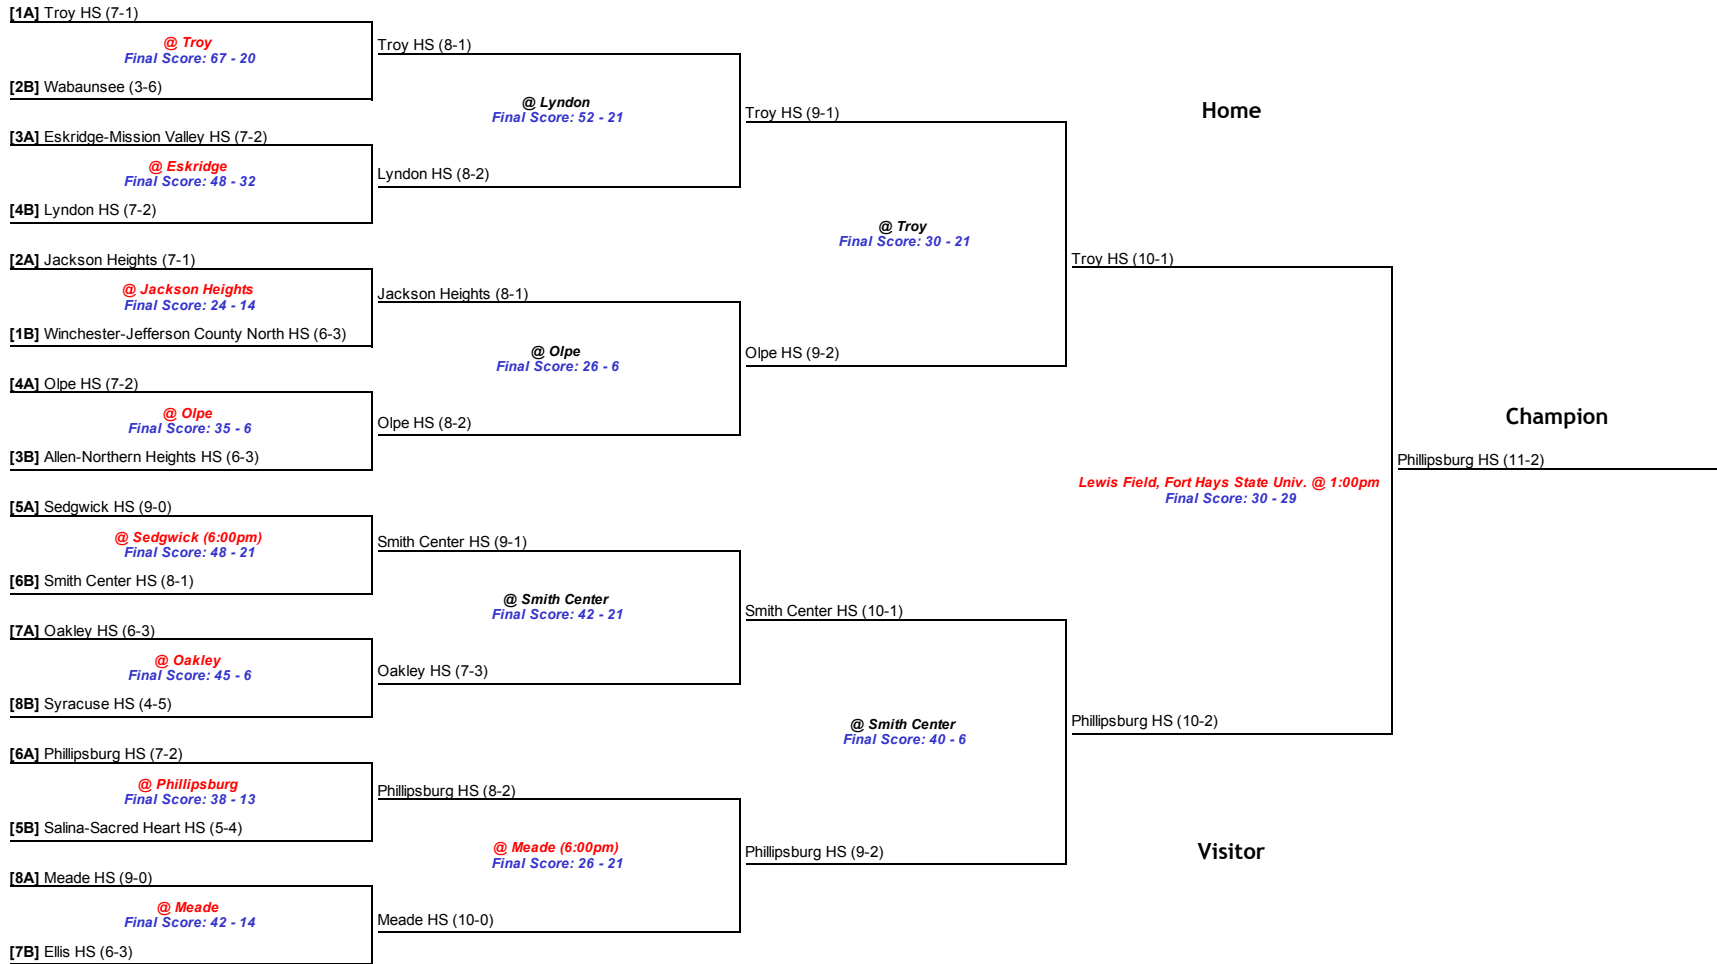 [1A] Troy HS (7-1)
@ Troy
Final Score: 67 - 20
[2B] Wabaunsee (3-6)
[3A] Eskridge-Mission Valley HS (7-2)
@ Eskridge
Final Score: 48 - 32
[4B] Lyndon HS (7-2)
[2A] Jackson Heights (7-1)
@ Jackson Heights
Final Score: 24 - 14
[1B] Winchester-Jefferson County North HS (6-3)
[4A] Olpe HS (7-2)
@ Olpe
Final Score: 35 - 6
[3B] Allen-Northern Heights HS (6-3)
[5A] Sedgwick HS (9-0)
@ Sedgwick (6:00pm)
Final Score: 48 - 21
[6B] Smith Center HS (8-1)
[7A] Oakley HS (6-3)
@ Oakley
Final Score: 45 - 6
[8B] Syracuse HS (4-5)
[6A] Phillipsburg HS (7-2)
@ Phillipsburg
Final Score: 38 - 13
[5B] Salina-Sacred Heart HS (5-4)
[8A] Meade HS (9-0)
@ Meade
Final Score: 42 - 14
[7B] Ellis HS (6-3)
Troy HS (8-1)
@ Lyndon
Final Score: 52 - 21
Lyndon HS (8-2)
Jackson Heights (8-1)
@ Olpe
Final Score: 26 - 6
Olpe HS (8-2)
Smith Center HS (9-1)
@ Smith Center
Final Score: 42 - 21
Oakley HS (7-3)
Phillipsburg HS (8-2)
@ Meade (6:00pm)
Final Score: 26 - 21
Meade HS (10-0)
Troy HS (9-1)
@ Troy
Final Score: 30 - 21
Olpe HS (9-2)
Smith Center HS (10-1)
@ Smith Center
Final Score: 40 - 6
Phillipsburg HS (9-2)
Home
Troy HS (10-1)
Lewis Field, Fort Hays State Univ. @ 1:00pm
Final Score: 30 - 29
Phillipsburg HS (10-2)
Visitor
Champion
Phillipsburg HS (11-2)